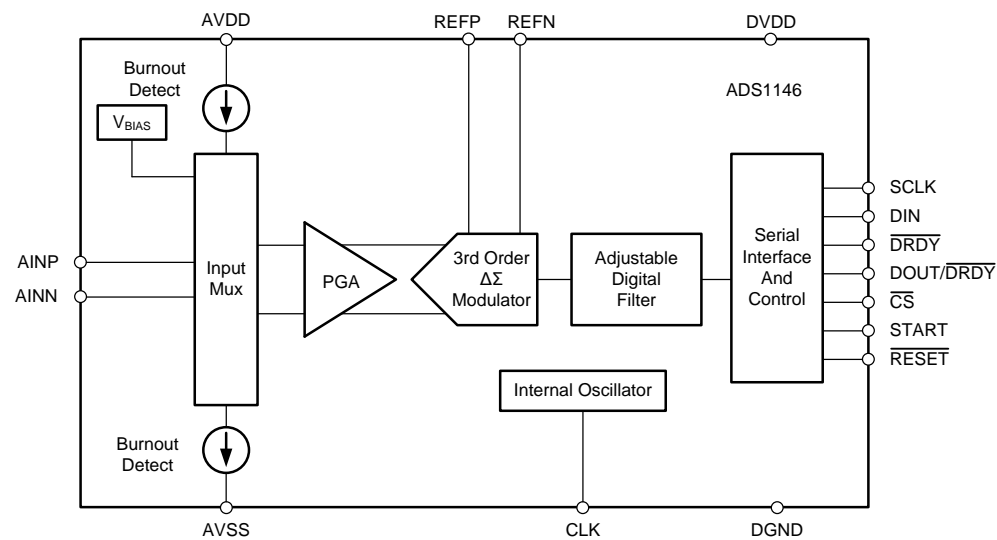 AVDD
REFP
REFN
DVDD
Burnout
Detect
ADS1146
VBIAS
SCLK
DIN
DRDY
DOUT/DRDY
CS
START
RESET
AINP
AINN
Input
Mux
PGA
3rd Order
ΔΣ
Modulator
Adjustable
Digital
Filter
Serial
Interface
And
Control
Internal Oscillator
Burnout
Detect
AVSS
CLK
DGND